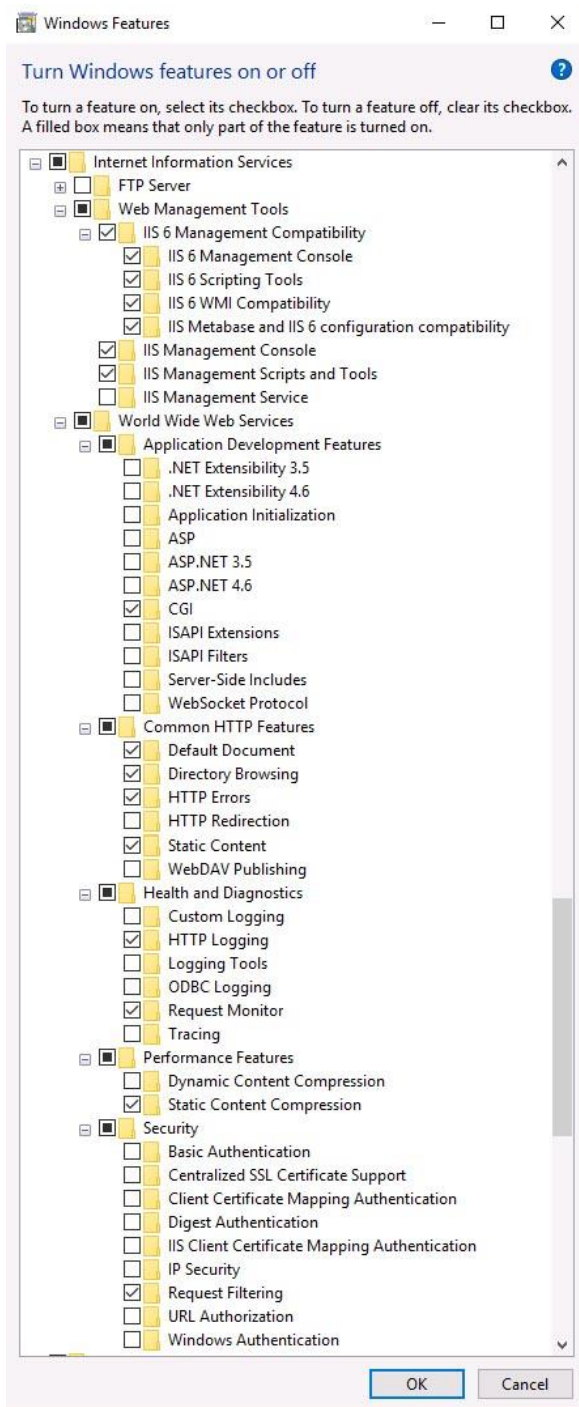 Windows Features
Turn Windows features on or off
To turn a feature on, select its checkbox. To turn a feature off, clear its checkbox.
A filled box means that only part of the feature is turned on.
Internet Information Services
FTP Server
Web Management Tools
IIS 6 Management Compatibility
IIS 6 Management Console
IIS 6 Scripting Tools
IIS 6 WMI Compatibility
IIS Metabase and IIS 6 configuration compatibility
IIS Management Console
IIS Management Scripts and Tools
IIS Management Service
World Wide Web Services
Application Development Features
.NET Extensibility 3.5
.NET Extensibility 4.6
Application Initialization
ASP
ASP.NET 3.5
ASP.NET 4.6
CGI
ISAPI Extensions
ISAPI Filters
Server-Side Includes
WebSocket Protocol
Common HTTP Features
Default Document
Directory Browsing
HTTP Errors
HTTP Redirection
Static Content
WebDAV Publishing
Health and Diagnostics
Custom Logging
HTTP Logging
Logging Tools
ODBC Logging
Request Monitor
Tracing
Performance Features
Dynamic Content Compression
Static Content Compression
Security
Basic Authentication
Centralized SSL Certificate Support
Client Certificate Mapping Authentication
Digest Authentication
IIS Client Certificate Mapping Authentication
IP Security
Request Filtering
URL Authorization
Windows Authentication
OK Cancel